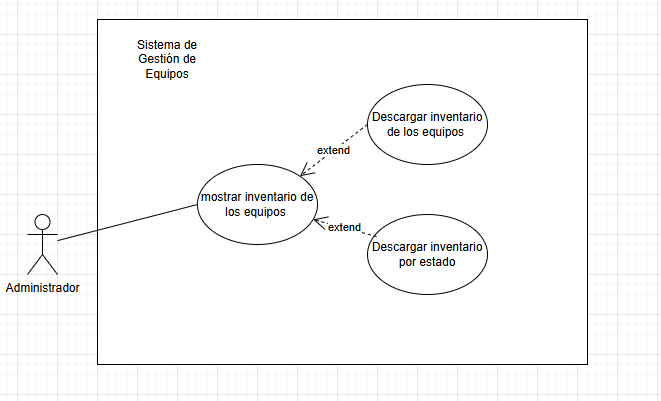 Sistema de
Gestión de
Equipos
Descargar inventario
de los equipos
extend
mostrar inventario de
los equipos
extend
Descargar inventario
por estado
Administrador